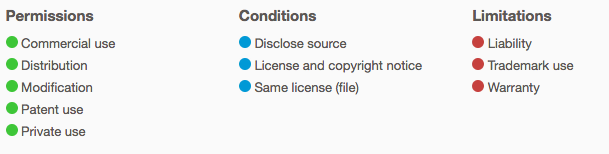 Permissions
Commercial use
Distribution
Modification
Patent use
Private use
Conditions
Disclose source
License and copyright notice
Same license (file)
Limitations
Liability
Trademark use
Warranty